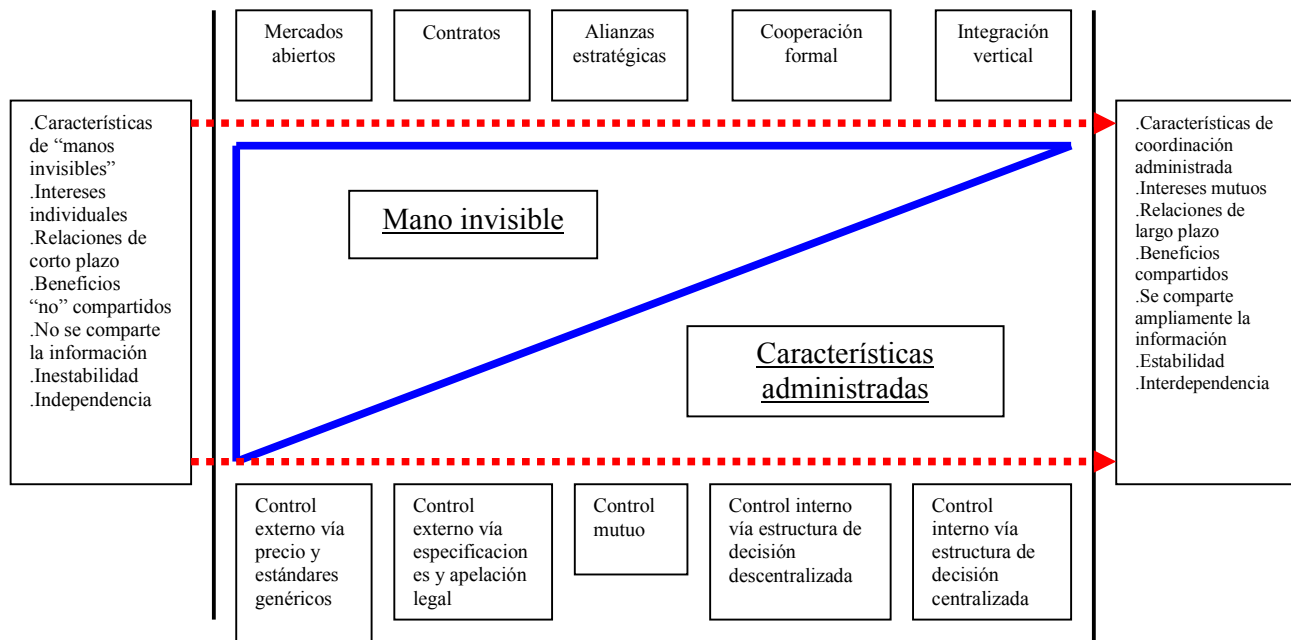 Mercados
abiertos
Contratos
Alianzas
estratégicas
Cooperación
formal
Integración
vertical
.Características
de “manos
invisibles”
.Intereses
individuales
.Relaciones de
corto plazo
.Beneficios
“no” compartidos
.No se comparte
la información
.Inestabilidad
.Independencia
Mano invisible
Características
administradas
.Características de
coordinación
administrada
.Intereses mutuos
.Relaciones de
largo plazo
.Beneficios
compartidos
.Se comparte
ampliamente la
información
.Estabilidad
.Interdependencia
Control
externo vía
precio y
estándares
genéricos
Control
externo vía
especificacion
es y apelación
legal
Control
mutuo
Control interno
vía estructura de
decisión
descentralizada
Control
interno vía
estructura de
decisión
centralizada